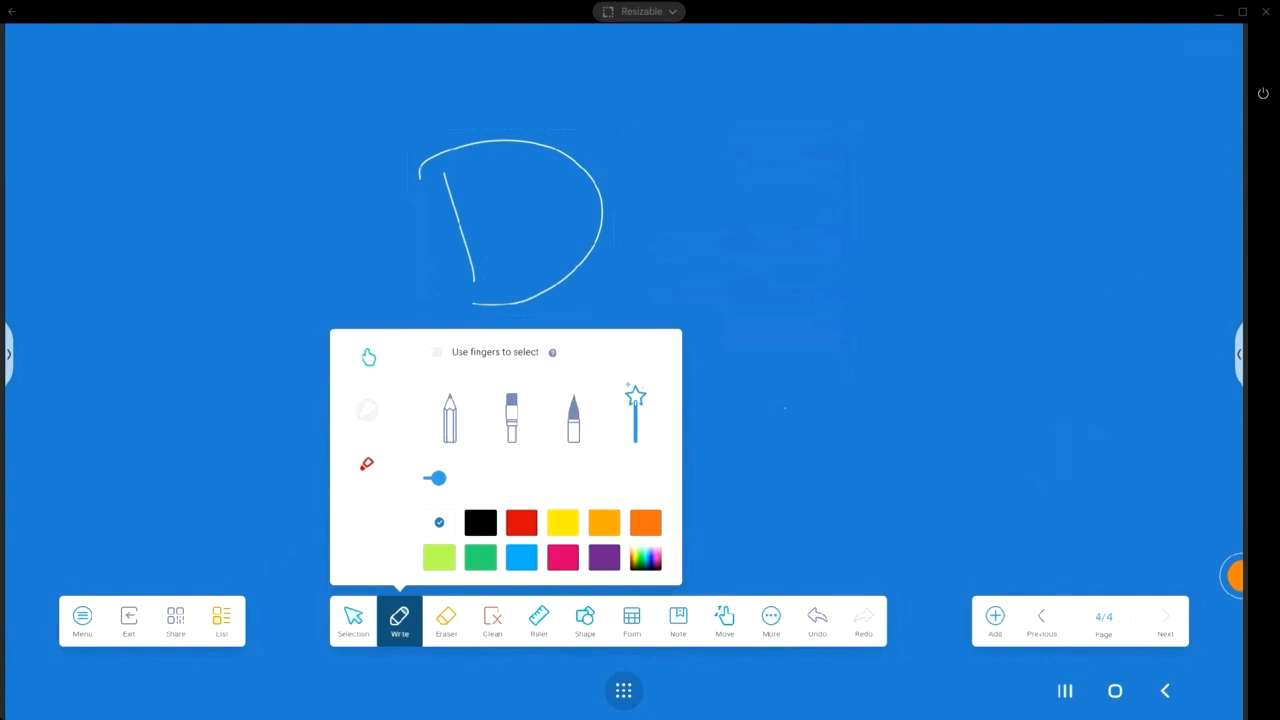 Resizable
D
Use fingers to select
Menu Exit Share List
Selection Write Eraser Clean Ruler Shape Form Note Move More Undo Redo
Add Previous 4/4 Page Next